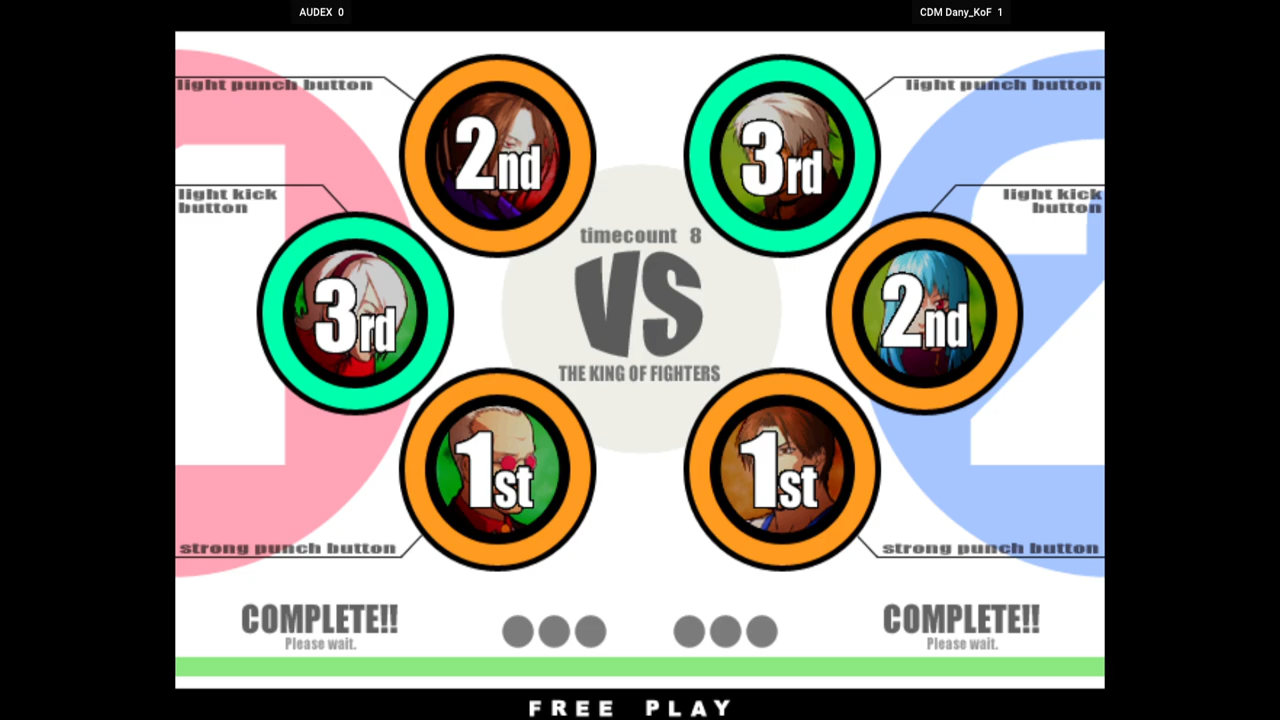 AUDEX 0
CDM Dany_KoF 1
light punch button
light punch button
2nd
3rd
light kick
button
light kick
button
timecount 8
VS
THE KING OF FIGHTERS
3rd
2nd
1st
1st
strong punch button
strong punch button
COMPLETE!!
Please wait.
COMPLETE!!
Please wait.
FREE PLAY